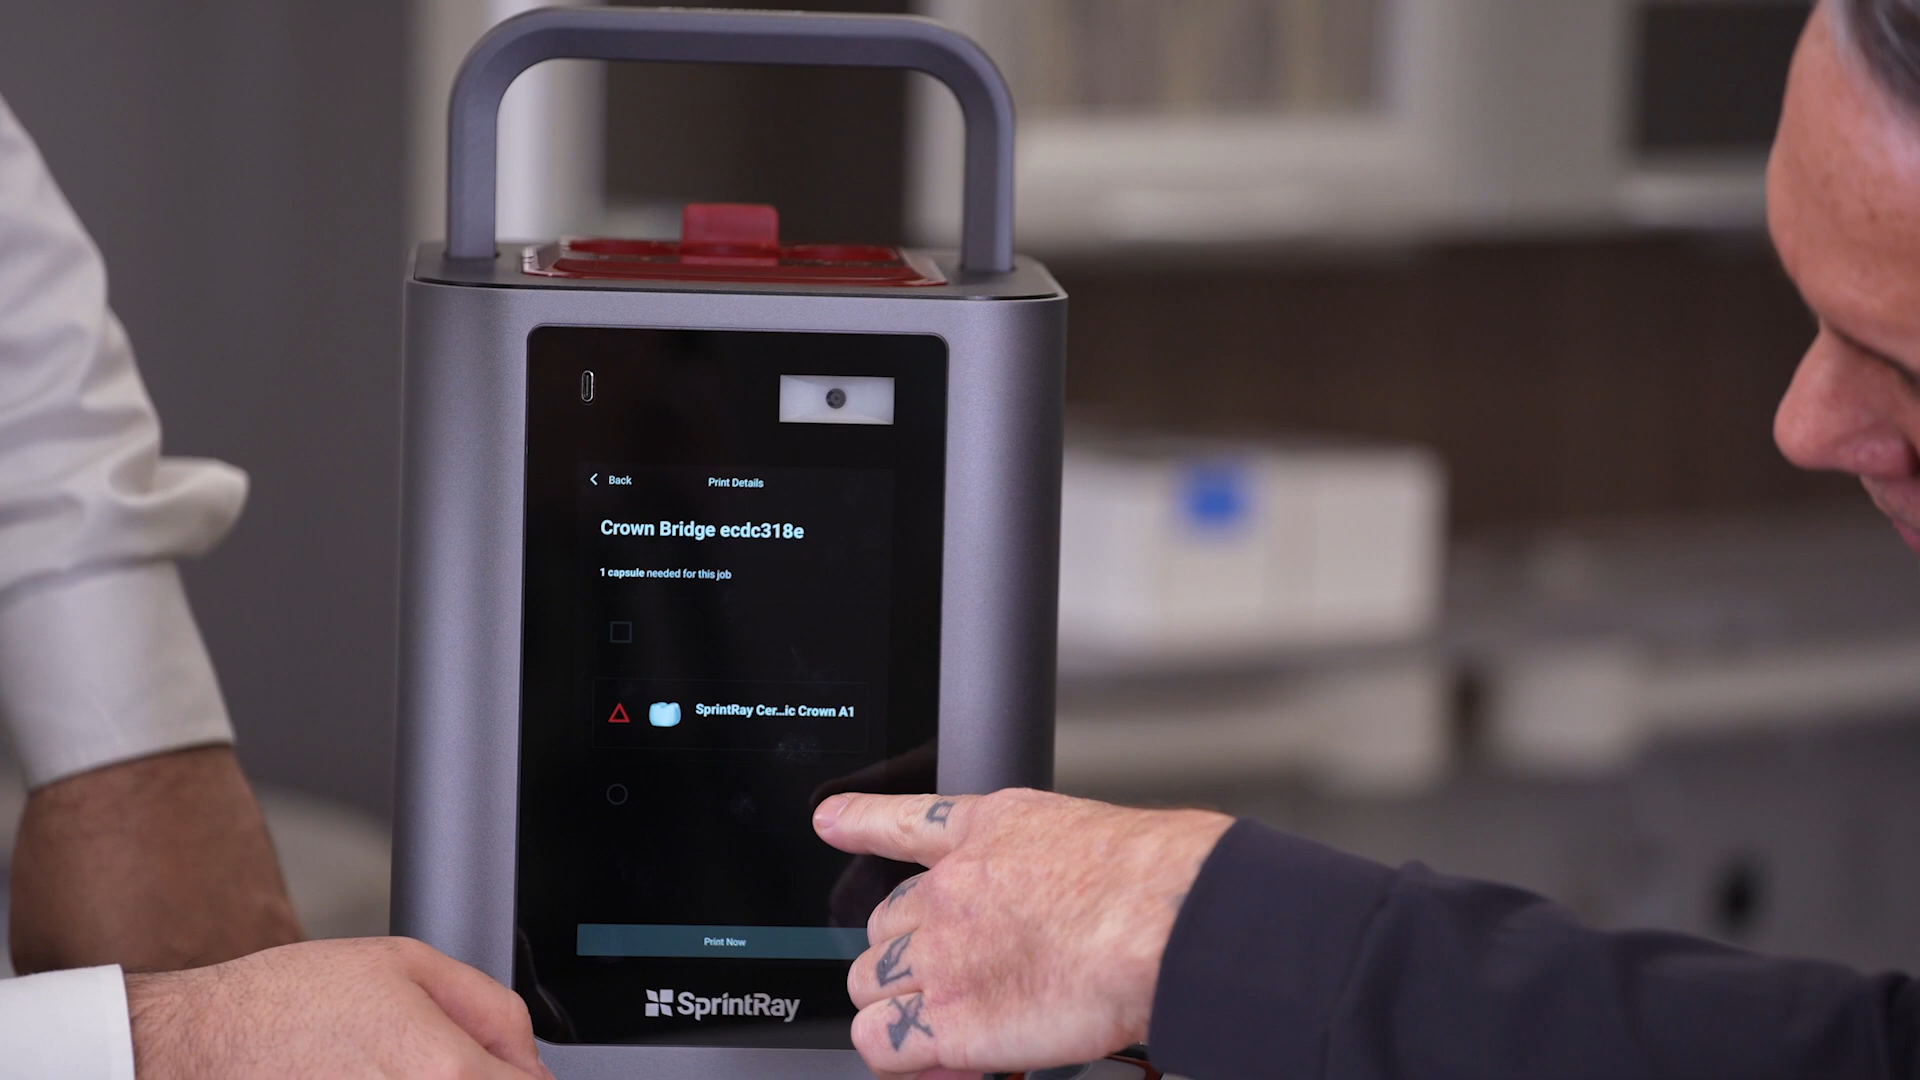 Back
Print Details
Crown Bridge ecdc318e
1 capsule needed for this job
SprintRay Cer...ic Crown A1
Print Now
SprintRay